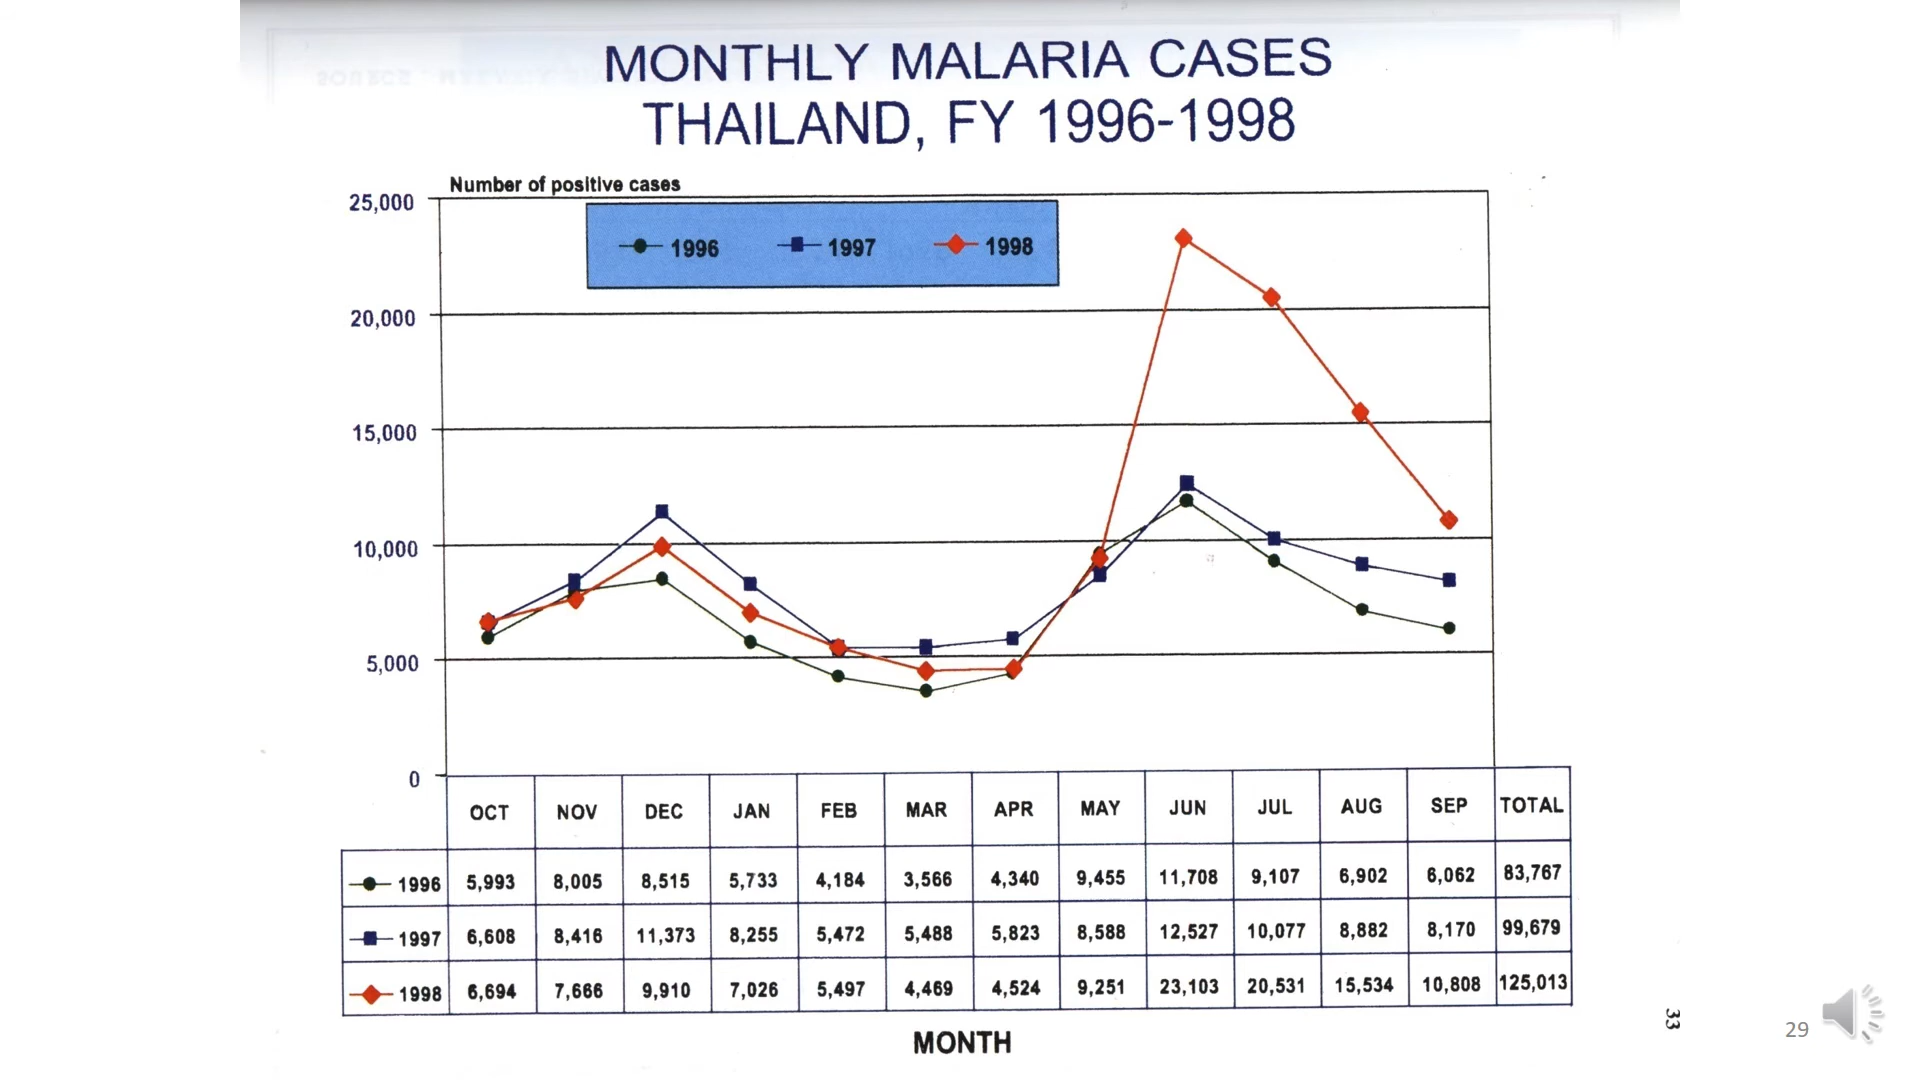 MONTHLY MALARIA CASES
THAILAND, FY 1996-1998
Number of positive cases
25,000
20,000
15,000
10,000
5,000
0
1996 1997 1998
OCT NOV DEC JAN FEB MAR APR MAY JUN JUL AUG SEP TOTAL
1996 5,993 8,005 8,515 5,733 4,184 3,566 4,340 9,455 11,708 9,107 6,902 6,062 83,767
1997 6,608 8,416 11,373 8,255 5,472 5,488 5,823 8,588 12,527 10,077 8,882 8,170 99,679
1998 6,694 7,666 9,910 7,026 5,497 4,469 4,524 9,251 23,103 20,531 15,534 10,808 125,013
MONTH
33
29